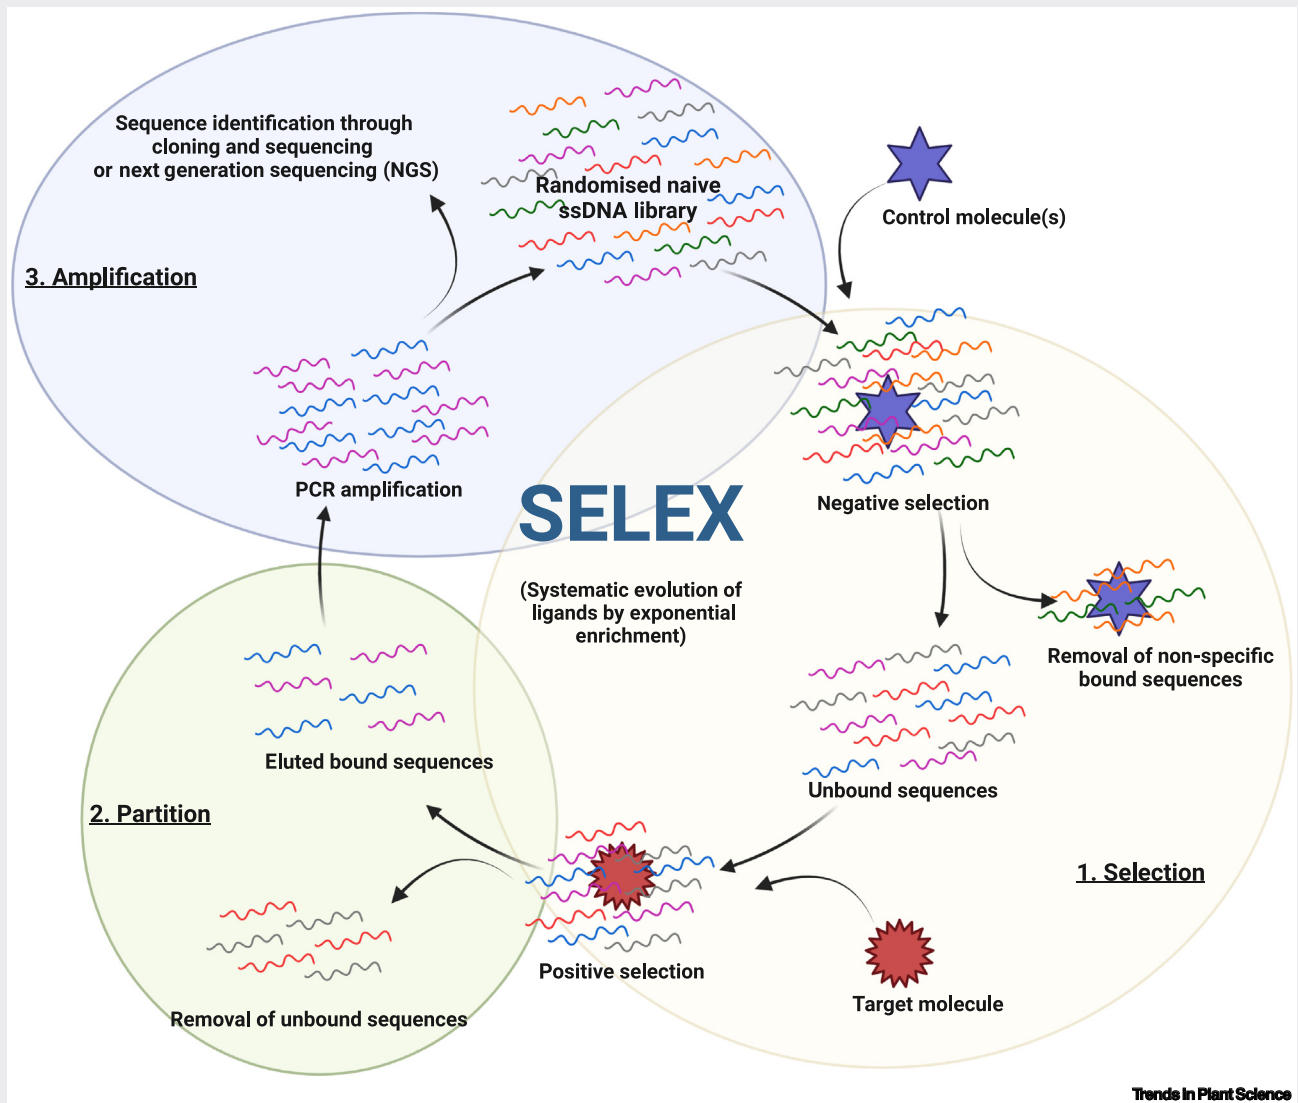 Sequence identification through
cloning and sequencing
or next generation sequencing (NGS)
Randomised naive
ssDNA library
Control molecule(s)
3. Amplification
PCR amplification
SELEX
(Systematic evolution of
ligands by exponential
enrichment)
Negative selection
Removal of non-specific
bound sequences
Unbound sequences
1. Selection
Target molecule
Positive selection
Eluted bound sequences
2. Partition
Removal of unbound sequences
Trends in Plant Science